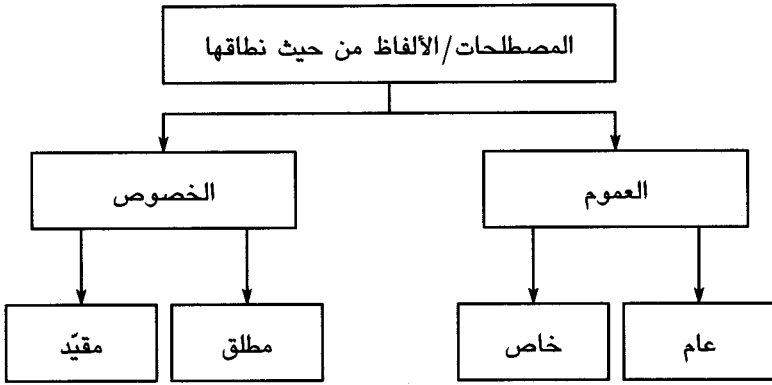 المصطلحات/الألفاظ من حيث نطاقها
العموم
الخصوص
عام
خاص
مطلق
مقيّد